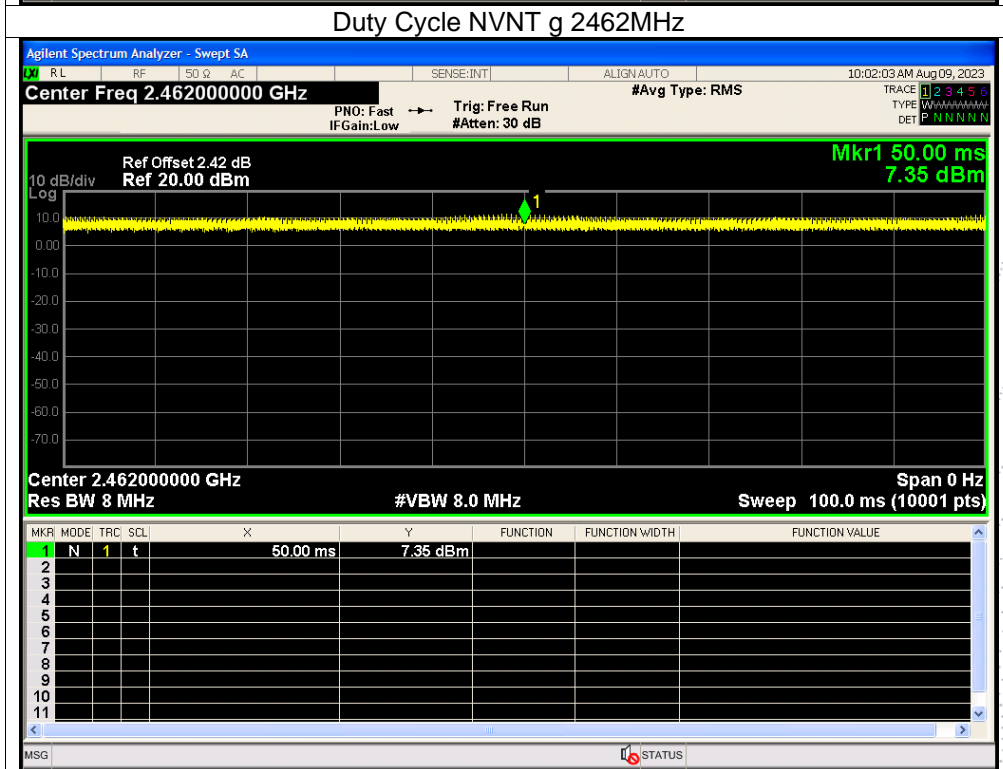 Duty Cycle NVNT g 2462MHz
Agilent Spectrum Analyzer - Swept SA
LXI RL RF 50 Ω AC SENSE:INT ALIGN AUTO 10:02:03 AM Aug 09, 2023
Center Freq 2.462000000 GHz #Avg Type: RMS TRACE 1 2 3 4 5 6
PNO: Fast Trig: Free Run TYPE WWWWWW
IFGain:Low #Atten: 30 dB DET P N N N N N
Mkr1 50.00 ms
Ref Offset 2.42 dB
10 dB/div Ref 20.00 dBm 7.35 dBm
Log
1
10.0
0.00
-10.0
-20.0
-30.0
-40.0
-50.0
-60.0
-70.0
Center 2.462000000 GHz Span 0 Hz
Res BW 8 MHz #VBW 8.0 MHz Sweep 100.0 ms (10001 pts)
MKR MODE TRC SCL X Y FUNCTION FUNCTION WIDTH FUNCTION VALUE
1 N 1 t 50.00 ms 7.35 dBm
2
3
4
5
6
7
8
9
10
11
MSG STATUS